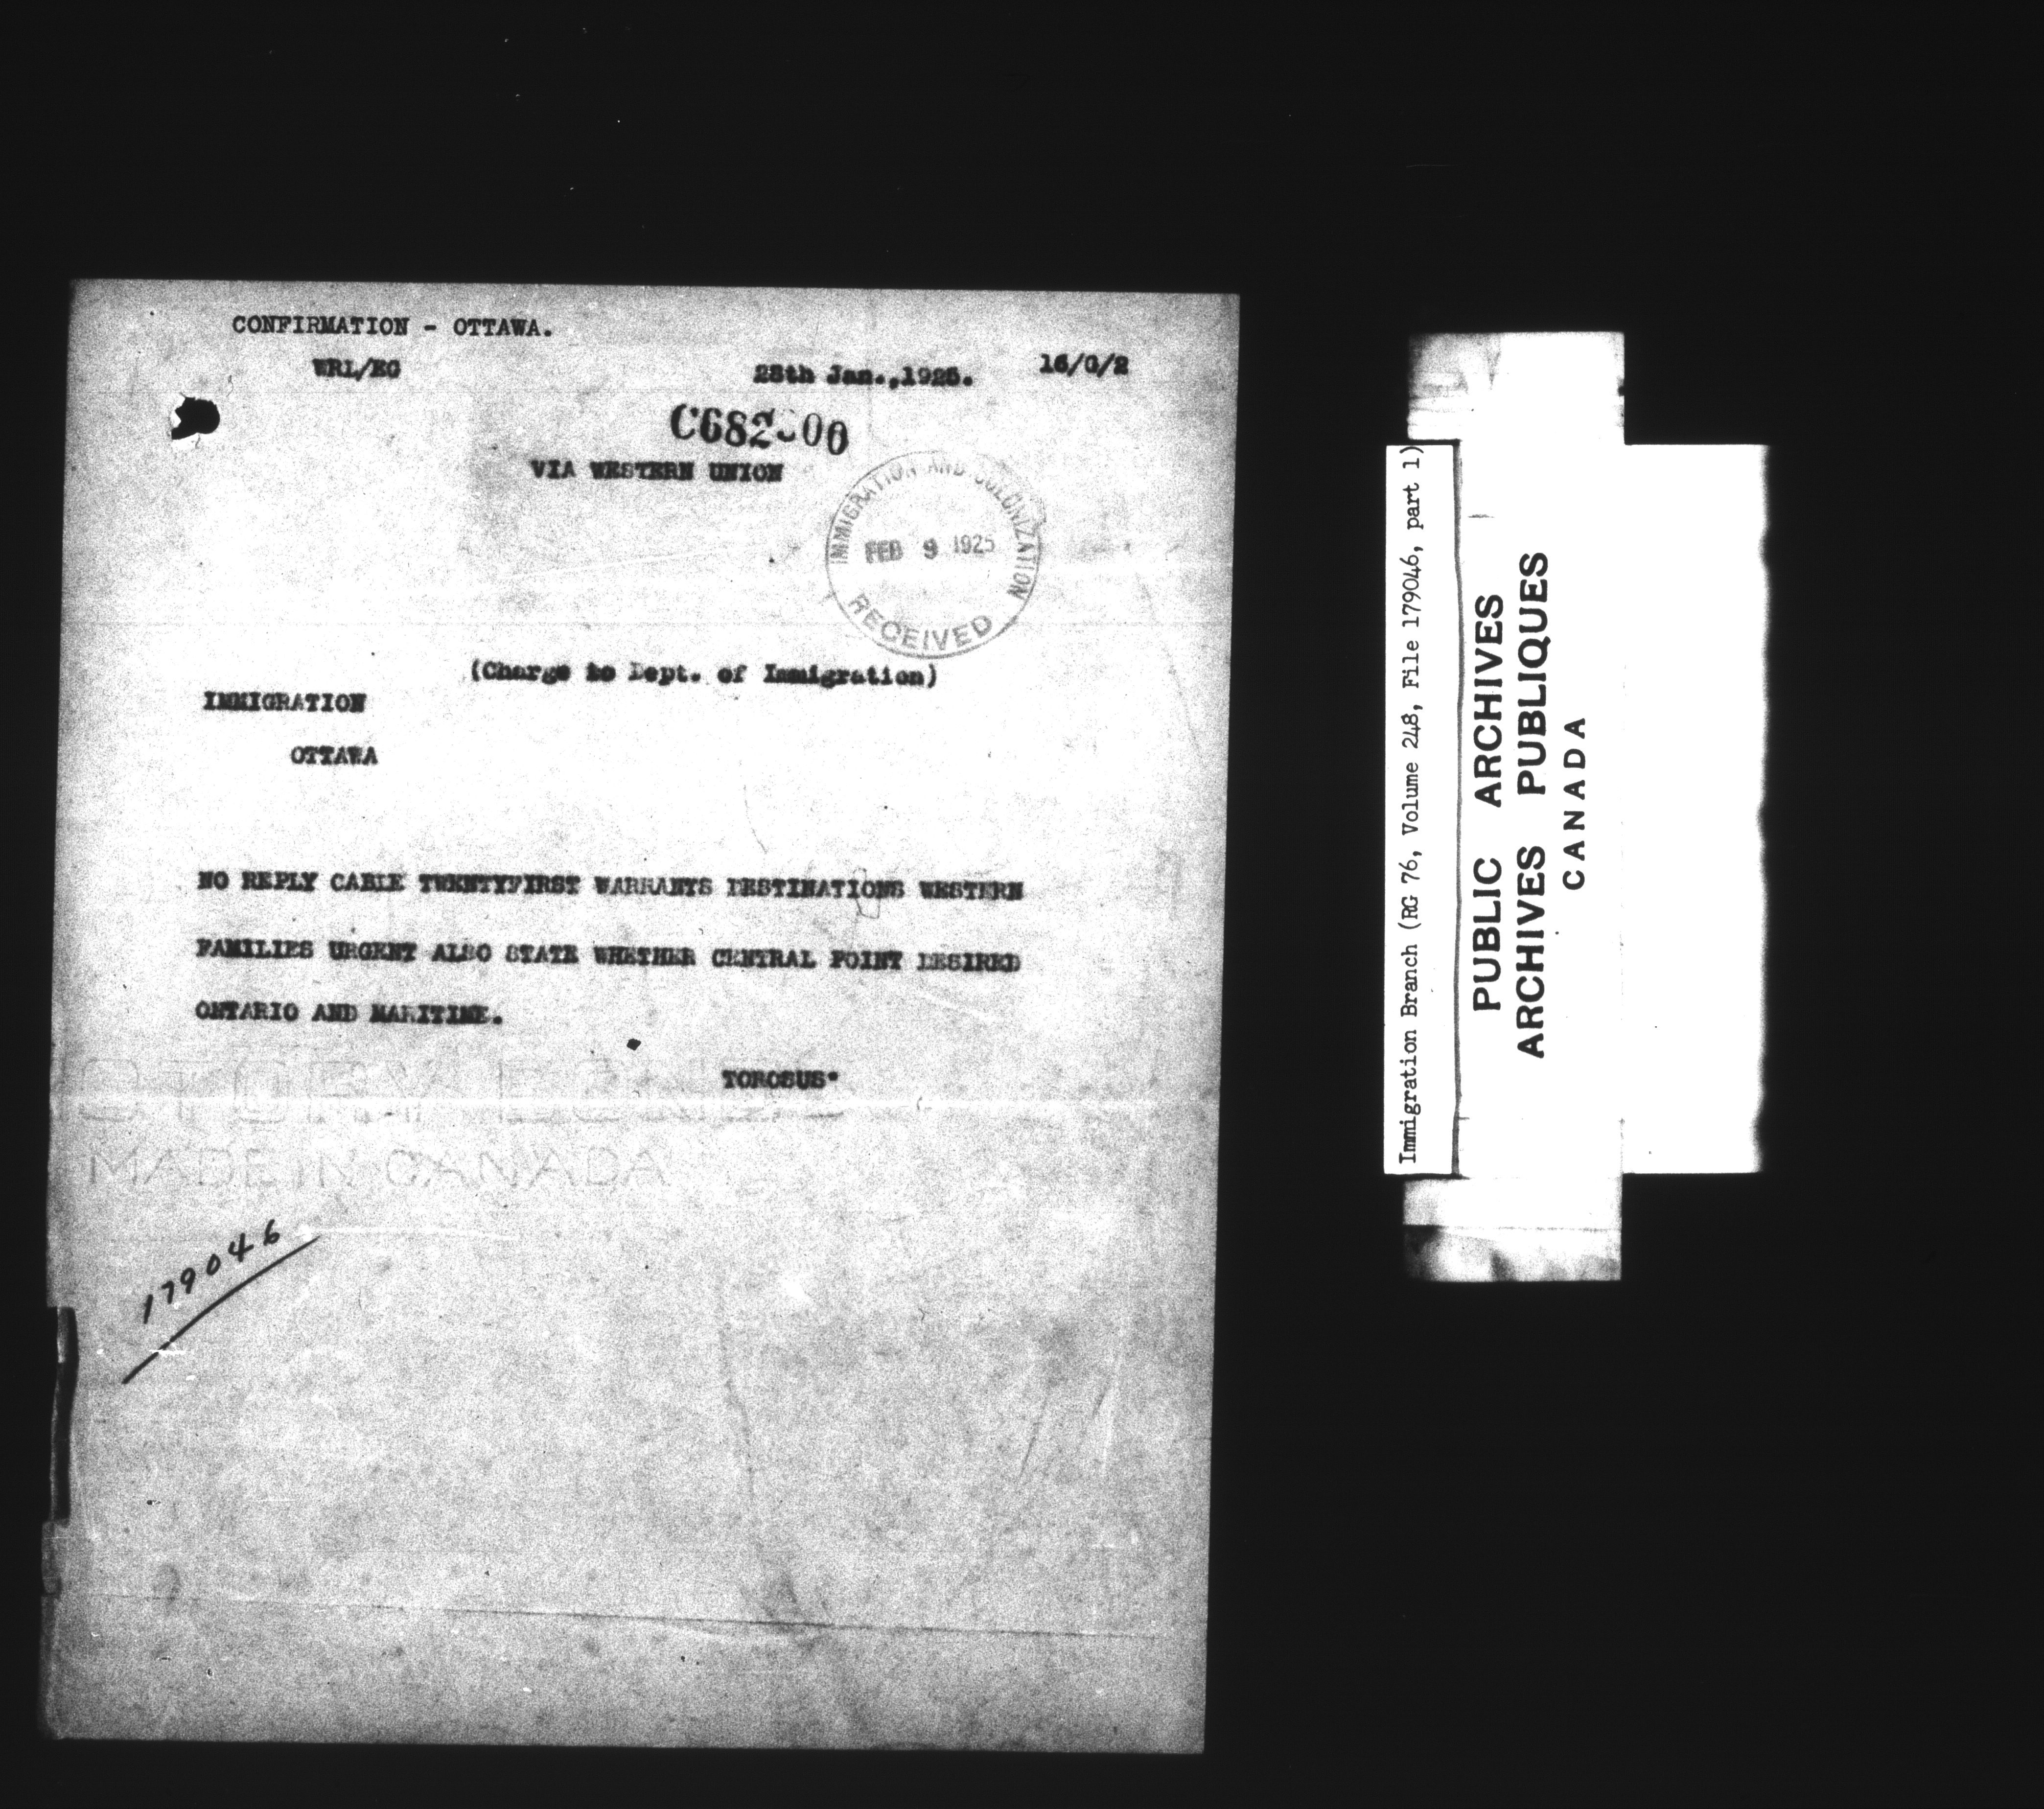 CONFIRMATION - OTTAWA.
WRL/EG
28th Jan.,1925.
16/G/2
VIA WESTERN UNION
IMMIGRATION AND COLONIZATION
FEB 9 1925
RECEIVED
(Charge to Dept. of Immigration)
IMMIGRATION
OTTAWA
NO REPLY CABLE TWENTYFIRST WARRANTS DESTINATIONS WESTERN
FAMILIES URGENT ALSO STATE WHETHER CENTRAL POINT DESIRED
ONTARIO AND MARITIME.
TOROSUS
MADE IN CANADA
179046
Immigration Branch (RG 76, Volume 248, File 179046, part 1)
PUBLIC ARCHIVES
ARCHIVES PUBLIQUES
CANADA